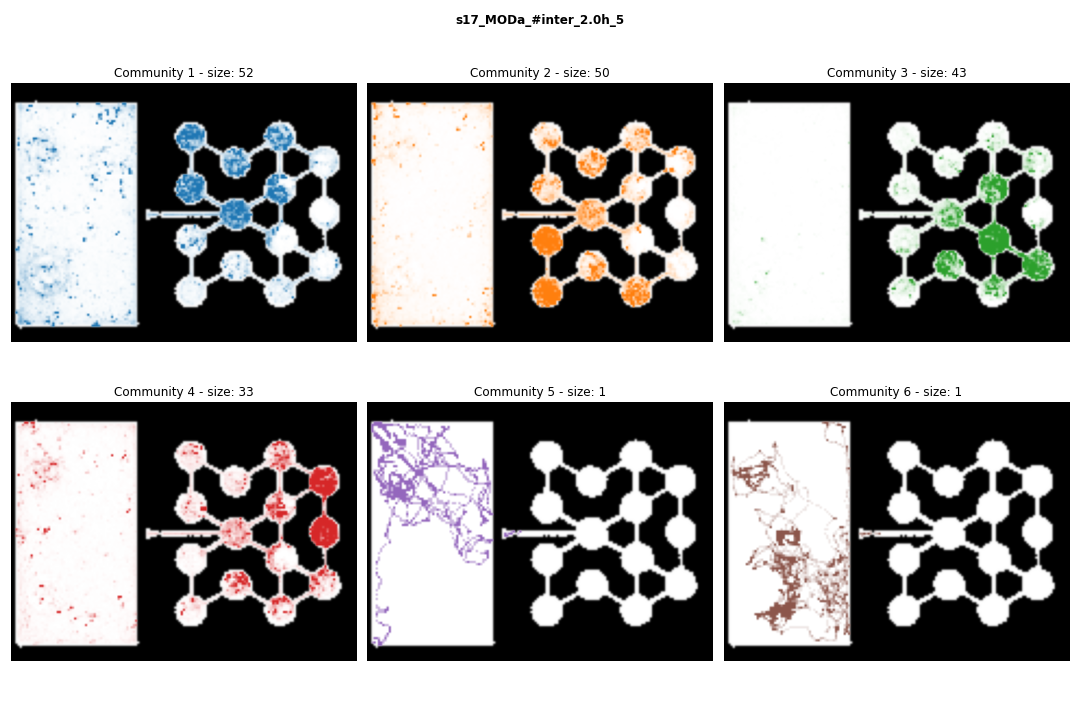 s17_MODa_#inter_2.0h_5
Community 1 - size: 52
Community 2 - size: 50
Community 3 - size: 43
Community 4 - size: 33
Community 5 - size: 1
Community 6 - size: 1